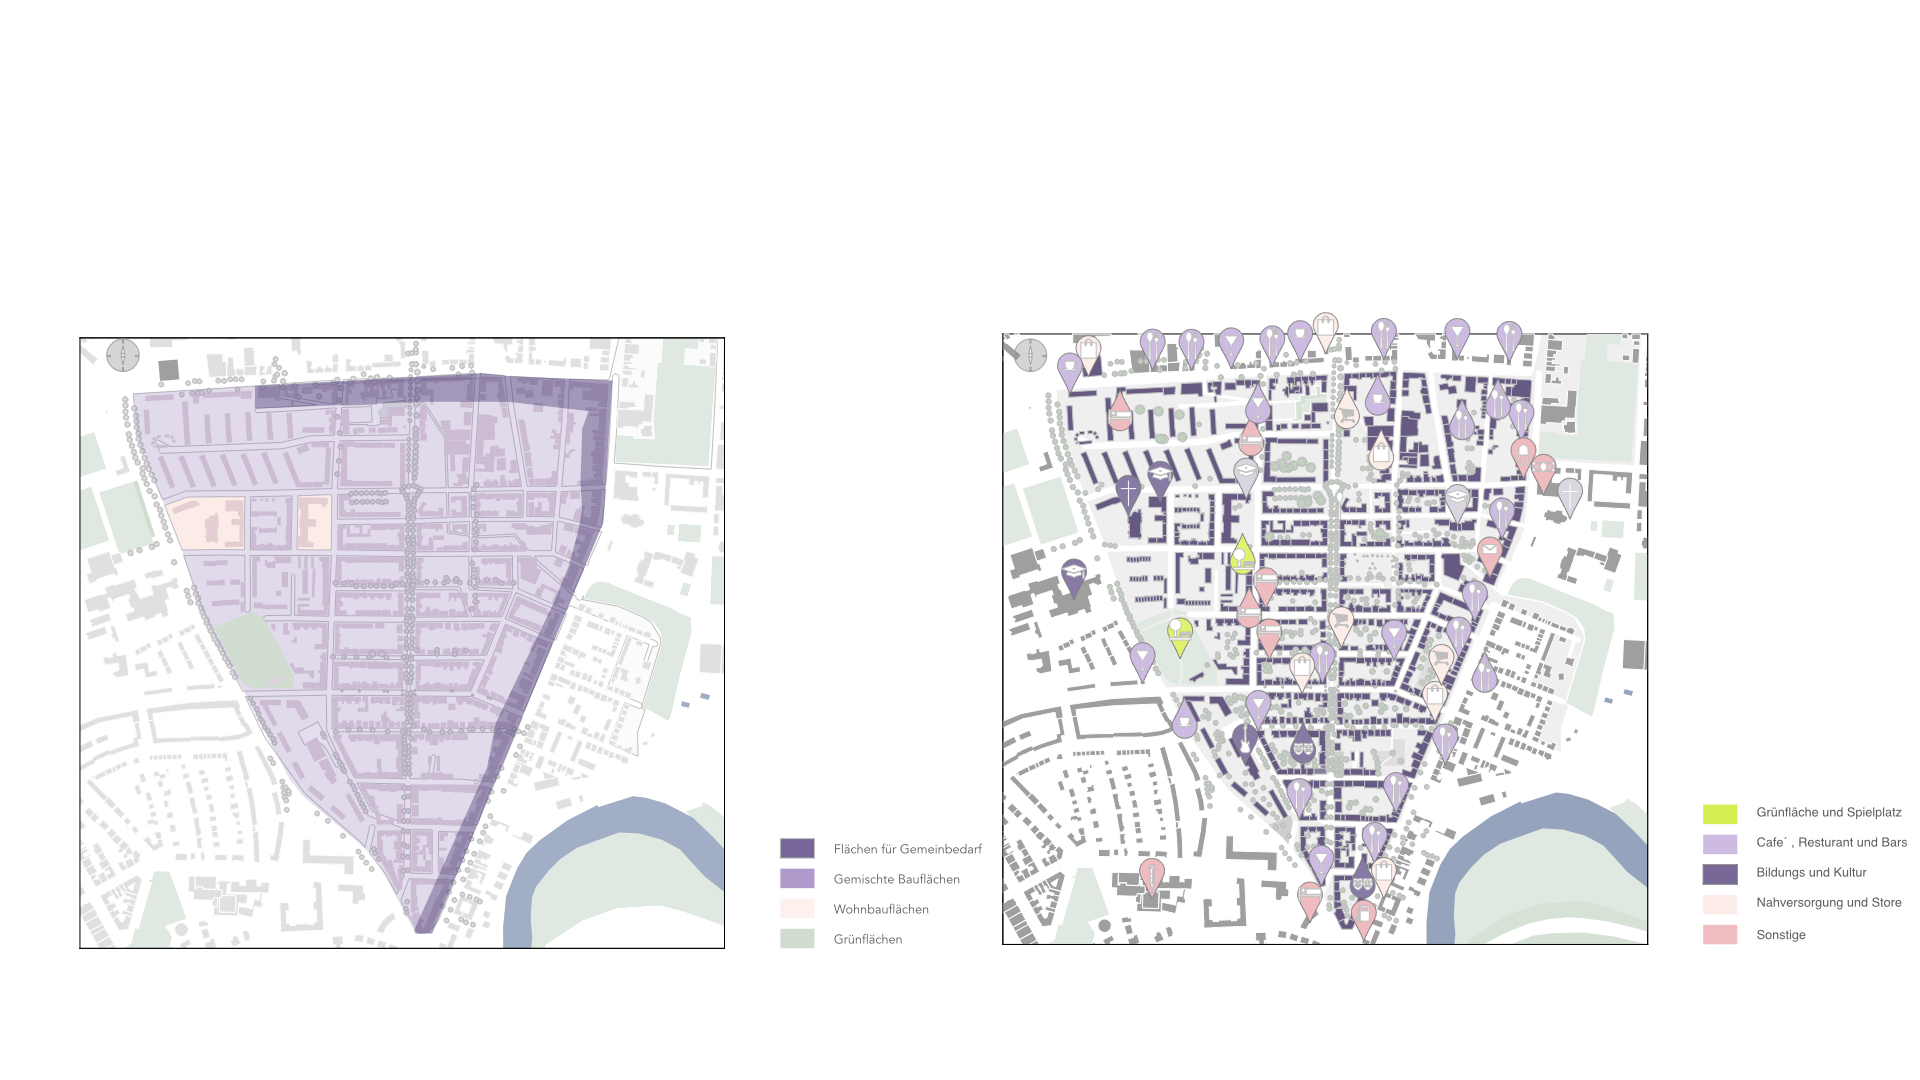 Flächen für Gemeinbedarf
Gemischte Bauflächen
Wohnbauflächen
Grünflächen
Grünfläche und Spielplatz
Cafe´ , Resturant und Bars
Bildungs und Kultur
Nahversorgung und Store
Sonstige